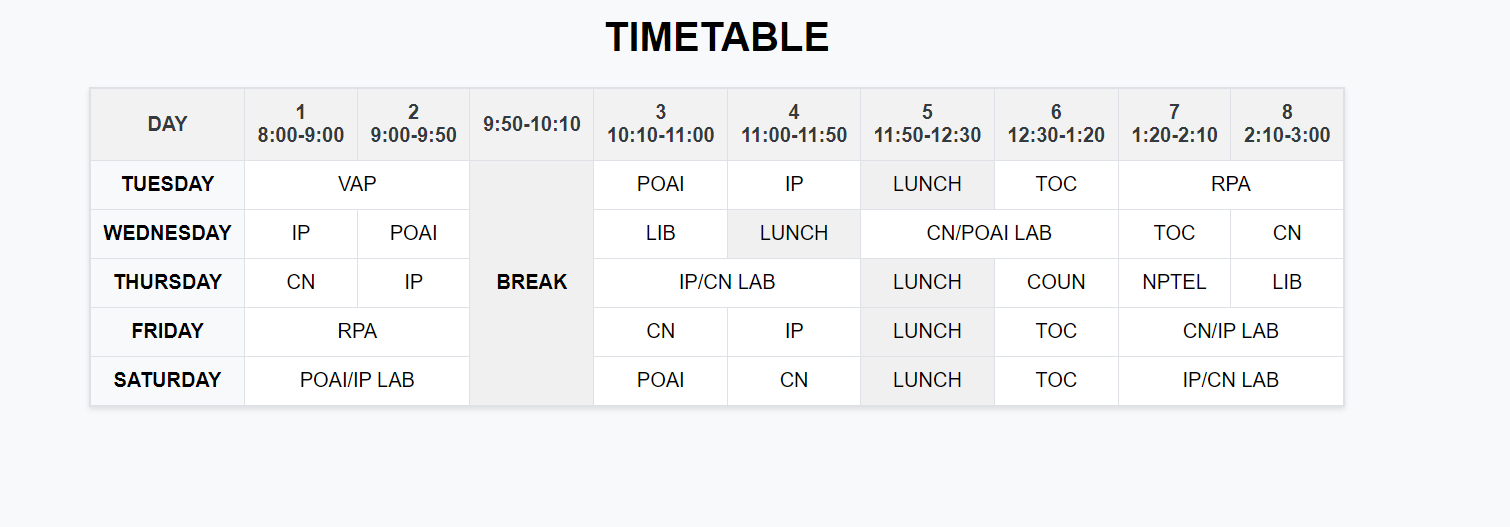 TIMETABLE
DAY 1 2 9:50-10:10 3 4 5 6 7 8
8:00-9:00 9:00-9:50 10:10-11:00 11:00-11:50 11:50-12:30 12:30-1:20 1:20-2:10 2:10-3:00
TUESDAY VAP POAI IP LUNCH TOC RPA
WEDNESDAY IP POAI LIB LUNCH CN/POAI LAB TOC CN
THURSDAY CN IP BREAK IP/CN LAB LUNCH COUN NPTEL LIB
FRIDAY RPA CN IP LUNCH TOC CN/IP LAB
SATURDAY POAI/IP LAB POAI CN LUNCH TOC IP/CN LAB